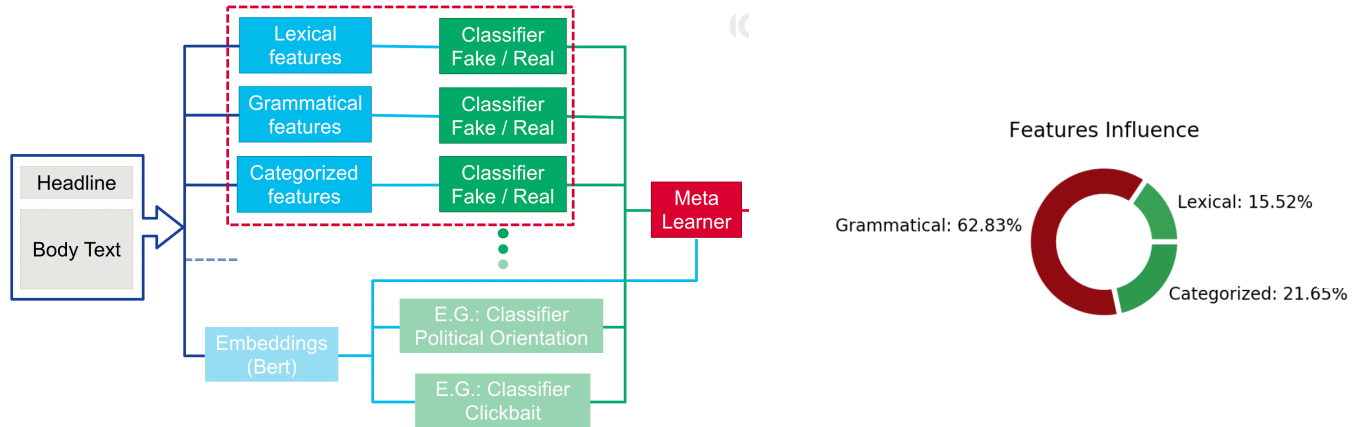 Lexical
features
Classifier
Fake / Real
Grammatical
features
Classifier
Fake / Real
Categorized
features
Classifier
Fake / Real
Headline
Body Text
Meta
Learner
Embeddings
(Bert)
E.G.: Classifier
Political Orientation
E.G.: Classifier
Clickbait
Features Influence
Lexical: 15.52%
Grammatical: 62.83%
Categorized: 21.65%